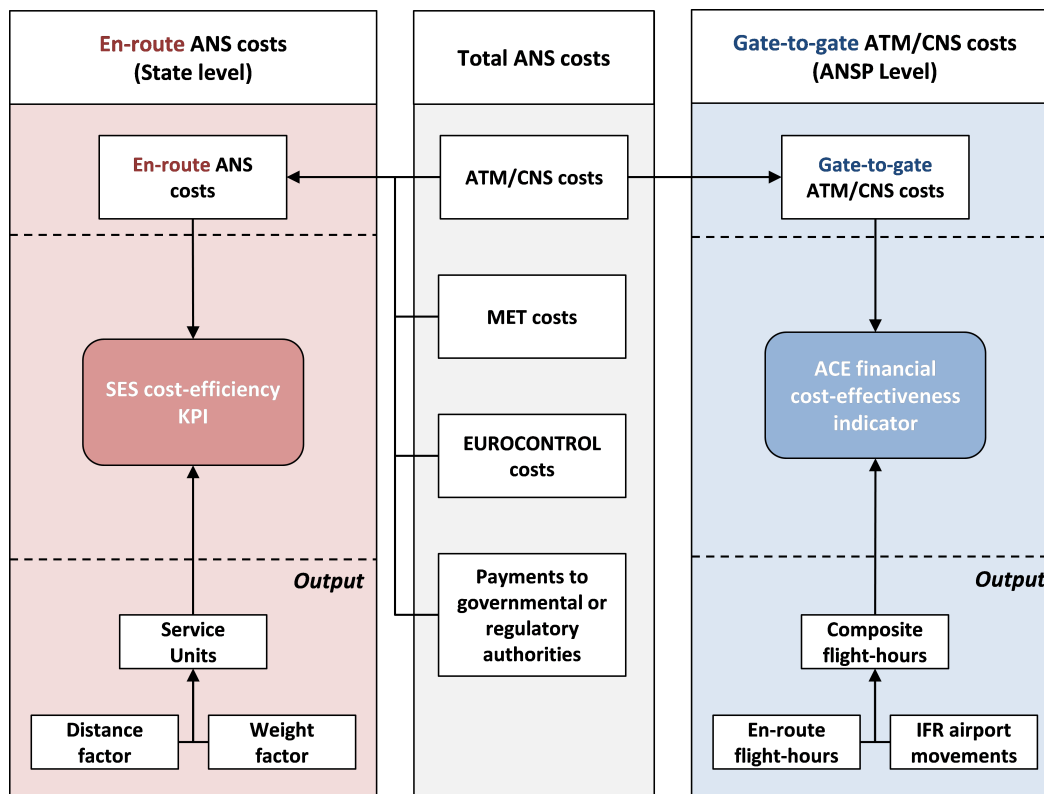 En-route ANS costs
(State level)
Total ANS costs
Gate-to-gate ATM/CNS costs
(ANSP Level)
En-route ANS
costs
ATM/CNS costs
Gate-to-gate
ATM/CNS costs
MET costs
SES cost-efficiency
KPI
ACE financial
cost-effectiveness
indicator
EUROCONTROL
costs
Output
Payments to
governmental or
regulatory
authorities
Output
Service
Units
Composite
flight-hours
Distance
factor
Weight
factor
En-route
flight-hours
IFR airport
movements